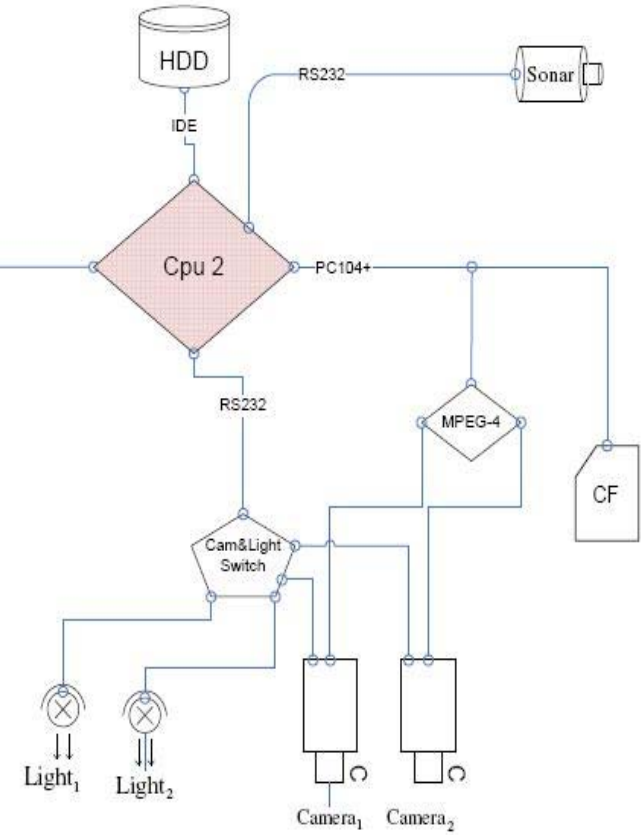 HDD
RS232
Sonar
IDE
Cpu 2
PC104+
RS232
MPEG-4
CF
Cam&Light
Switch
Light₁
Light₂
Camera₁
Camera₂